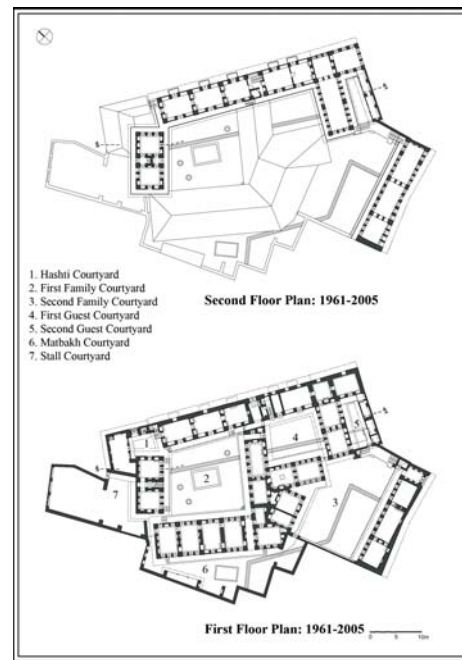 1. Hashti Courtyard
2. First Family Courtyard
3. Second Family Courtyard
4. First Guest Courtyard
5. Second Guest Courtyard
6. Matbakh Courtyard
7. Stall Courtyard
Second Floor Plan: 1961-2005
1
2
3
4
5
6
7
First Floor Plan: 1961-2005
0 5 10m